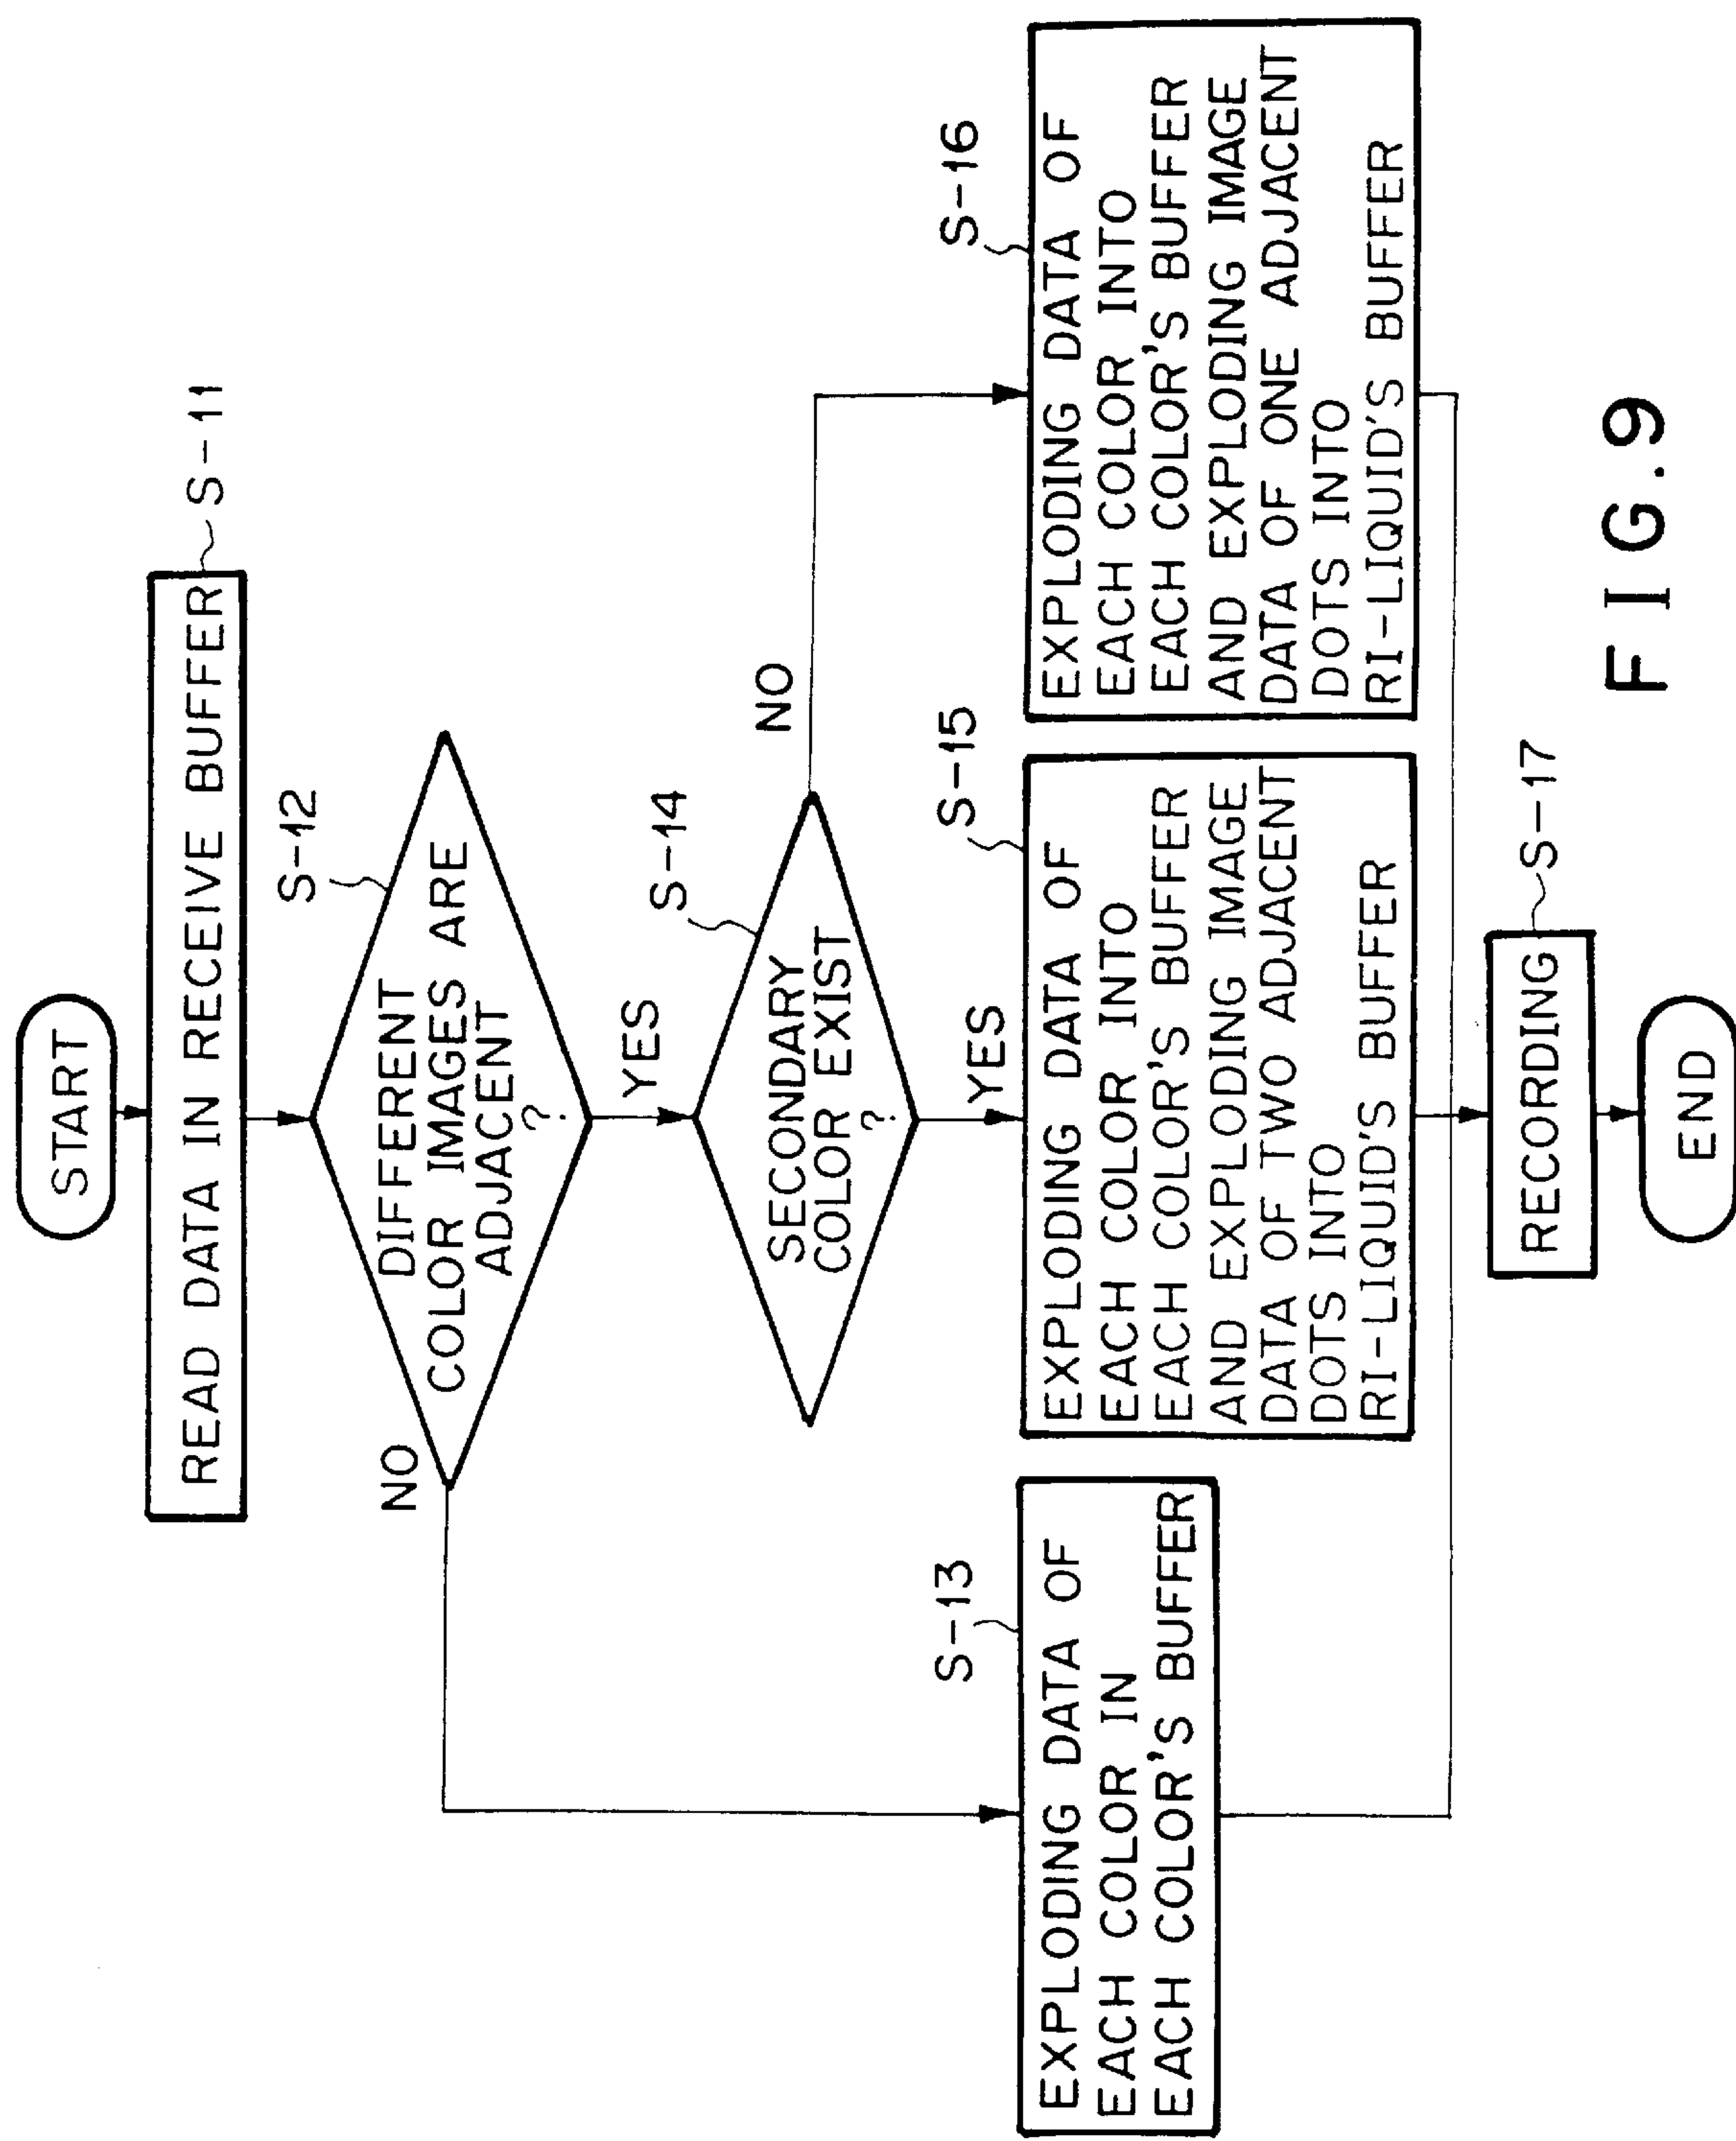 START
READ DATA IN RECEIVE BUFFER
S-11
S-12
DIFFERENT
COLOR IMAGES ARE
ADJACENT
?
NO
YES
S-14
SECONDARY
COLOR EXIST
?
NO
YES
S-13
EXPLODING DATA OF
EACH COLOR IN
EACH COLOR'S BUFFER
S-15
EXPLODING DATA OF
EACH COLOR INTO
EACH COLOR'S BUFFER
AND EXPLODING IMAGE
DATA OF TWO ADJACENT
DOTS INTO
RI-LIQUID'S BUFFER
S-16
EXPLODING DATA OF
EACH COLOR INTO
EACH COLOR'S BUFFER
AND EXPLODING IMAGE
DATA OF ONE ADJACENT
DOTS INTO
RI-LIQUID'S BUFFER
RECORDING
S-17
END
FIG.9